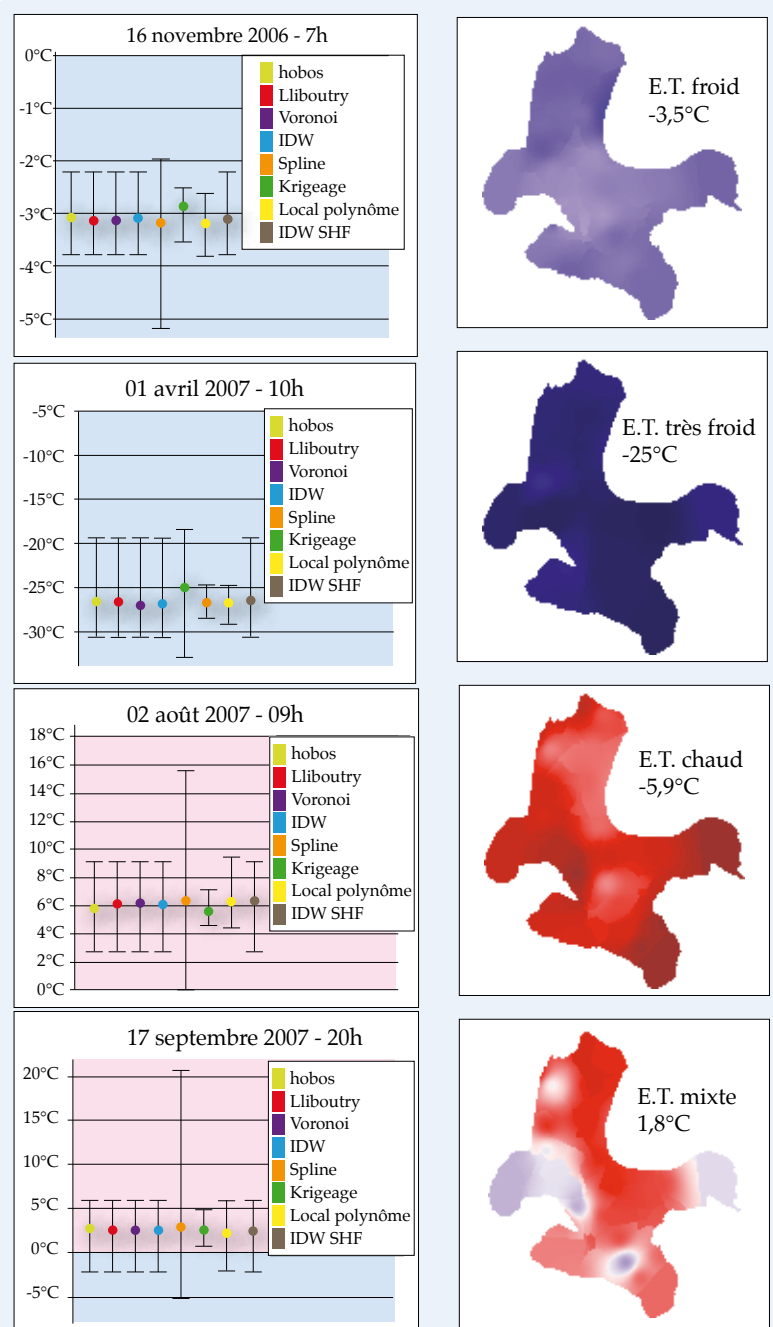 16 novembre 2006 - 7h
0°C
-1°C
-2°C
-3°C
-4°C
-5°C
hobos
Lliboutry
Voronoi
IDW
Spline
Krigeage
Local polynôme
IDW SHF
E.T. froid
-3,5°C
01 avril 2007 - 10h
-5°C
-10°C
-15°C
-20°C
-25°C
-30°C
hobos
Lliboutry
Voronoi
IDW
Spline
Krigeage
Local polynôme
IDW SHF
E.T. très froid
-25°C
02 août 2007 - 09h
18°C
16°C
14°C
12°C
10°C
8°C
6°C
4°C
2°C
0°C
hobos
Lliboutry
Voronoi
IDW
Spline
Krigeage
Local polynôme
IDW SHF
E.T. chaud
-5,9°C
17 septembre 2007 - 20h
20°C
15°C
10°C
5°C
0°C
-5°C
hobos
Lliboutry
Voronoi
IDW
Spline
Krigeage
Local polynôme
IDW SHF
E.T. mixte
1,8°C